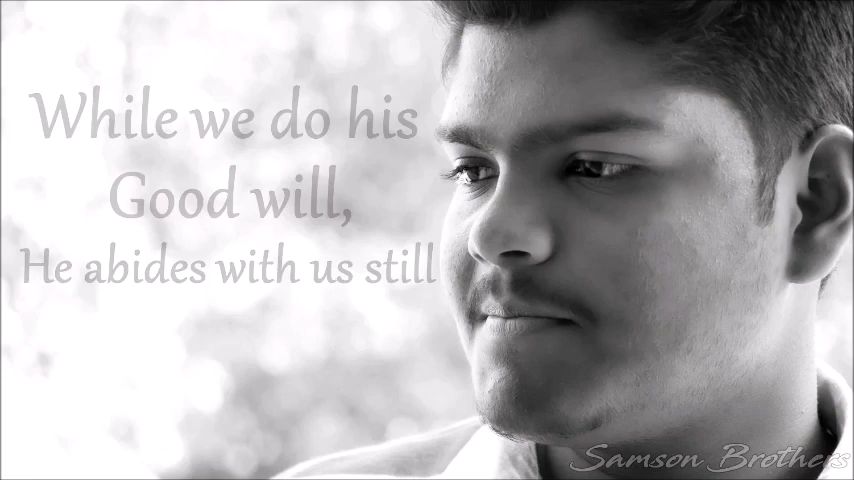 While we do his
Good will,
He abides with us still
Samson Brothers